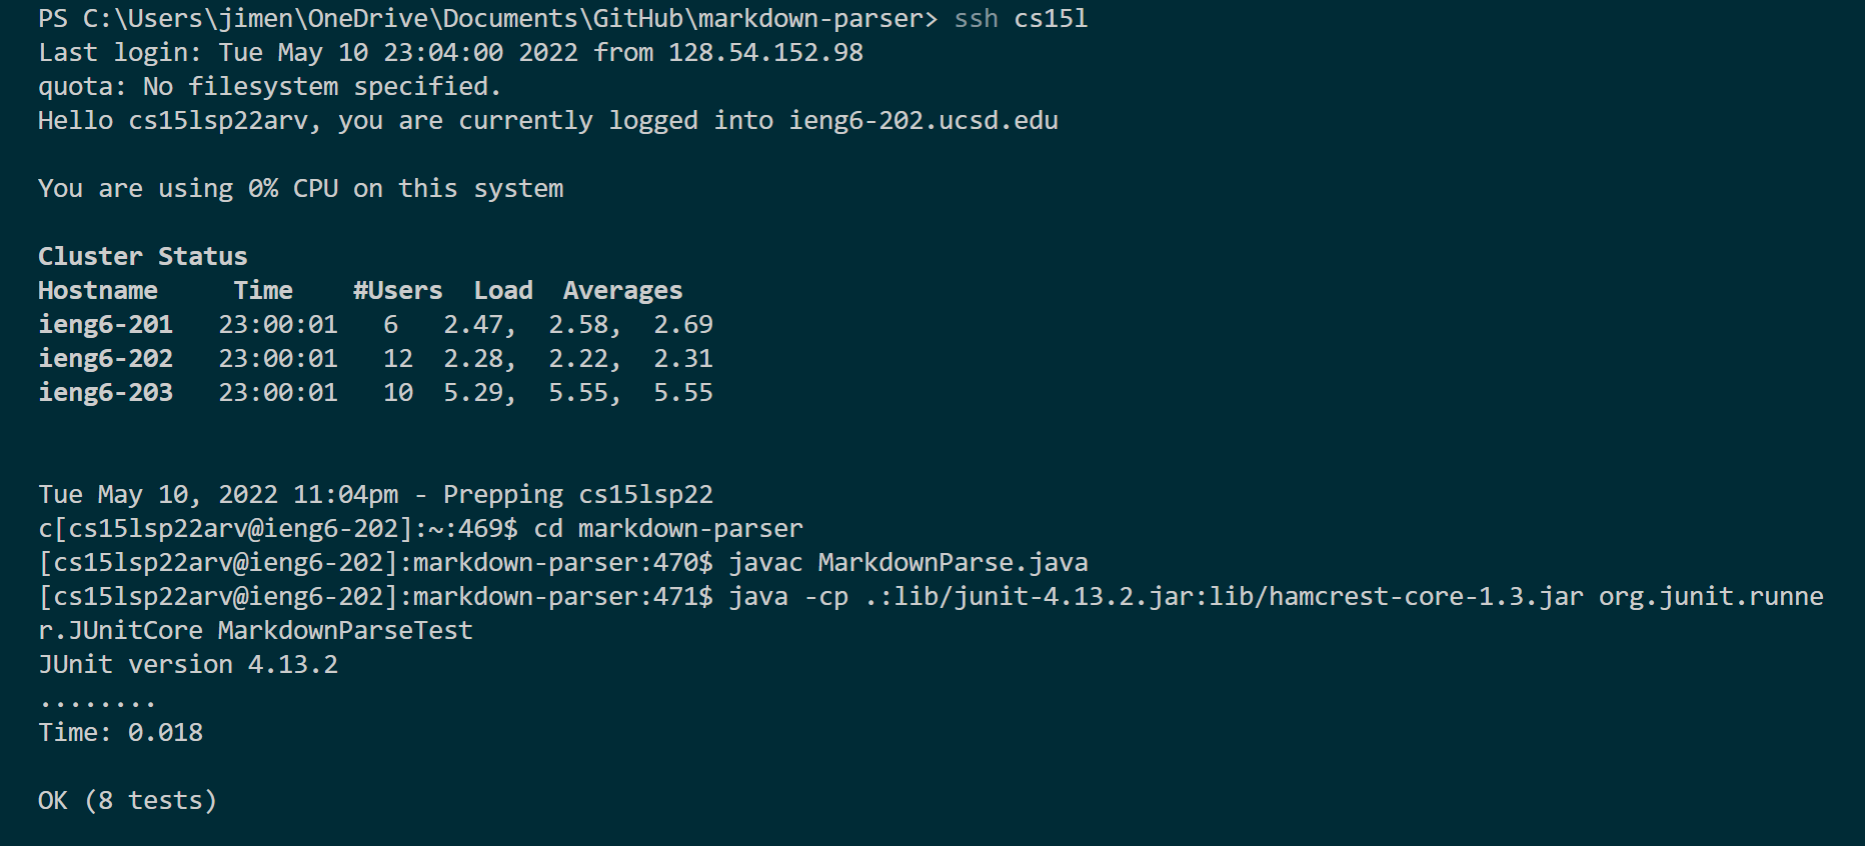 PS C:\Users\jimen\OneDrive\Documents\GitHub\markdown-parser> ssh cs15l
Last login: Tue May 10 23:04:00 2022 from 128.54.152.98
quota: No filesystem specified.
Hello cs15lsp22arv, you are currently logged into ieng6-202.ucsd.edu
You are using 0% CPU on this system
Cluster Status
Hostname     Time    #Users  Load  Averages
ieng6-201   23:00:01   6   2.47,  2.58,  2.69
ieng6-202   23:00:01   12  2.28,  2.22,  2.31
ieng6-203   23:00:01   10  5.29,  5.55,  5.55
Tue May 10, 2022 11:04pm - Prepping cs15lsp22
c[cs15lsp22arv@ieng6-202]:~:469$ cd markdown-parser
[cs15lsp22arv@ieng6-202]:markdown-parser:470$ javac MarkdownParse.java
[cs15lsp22arv@ieng6-202]:markdown-parser:471$ java -cp .:lib/junit-4.13.2.jar:lib/hamcrest-core-1.3.jar org.junit.runne
r.JUnitCore MarkdownParseTest
JUnit version 4.13.2
........
Time: 0.018
OK (8 tests)